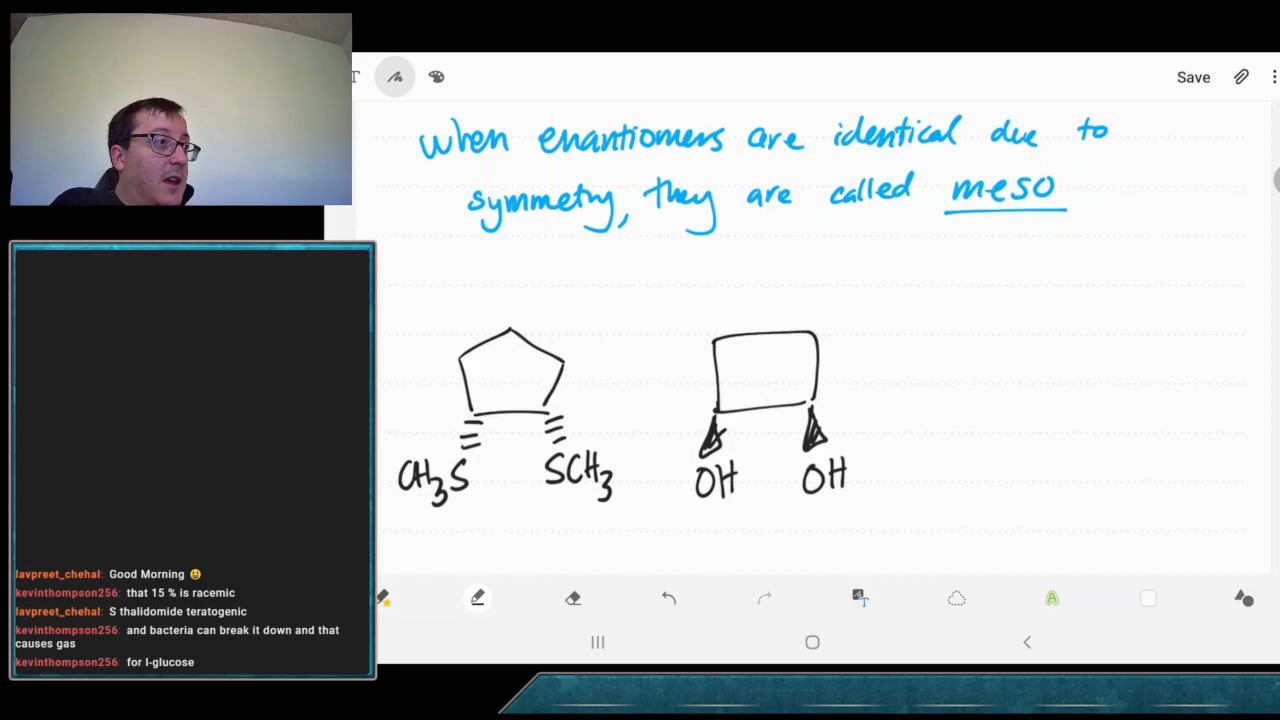 T
Save
When enantiomers are identical due to
symmetry, they are called meso
CH3S
SCH3
OH
OH
lavpreet_chehal: Good Morning 😃
kevinthompson256: that 15 % is racemic
lavpreet_chehal: S thalidomide teratogenic
kevinthompson256: and bacteria can break it down and that
causes gas
kevinthompson256: for l-glucose
T
A